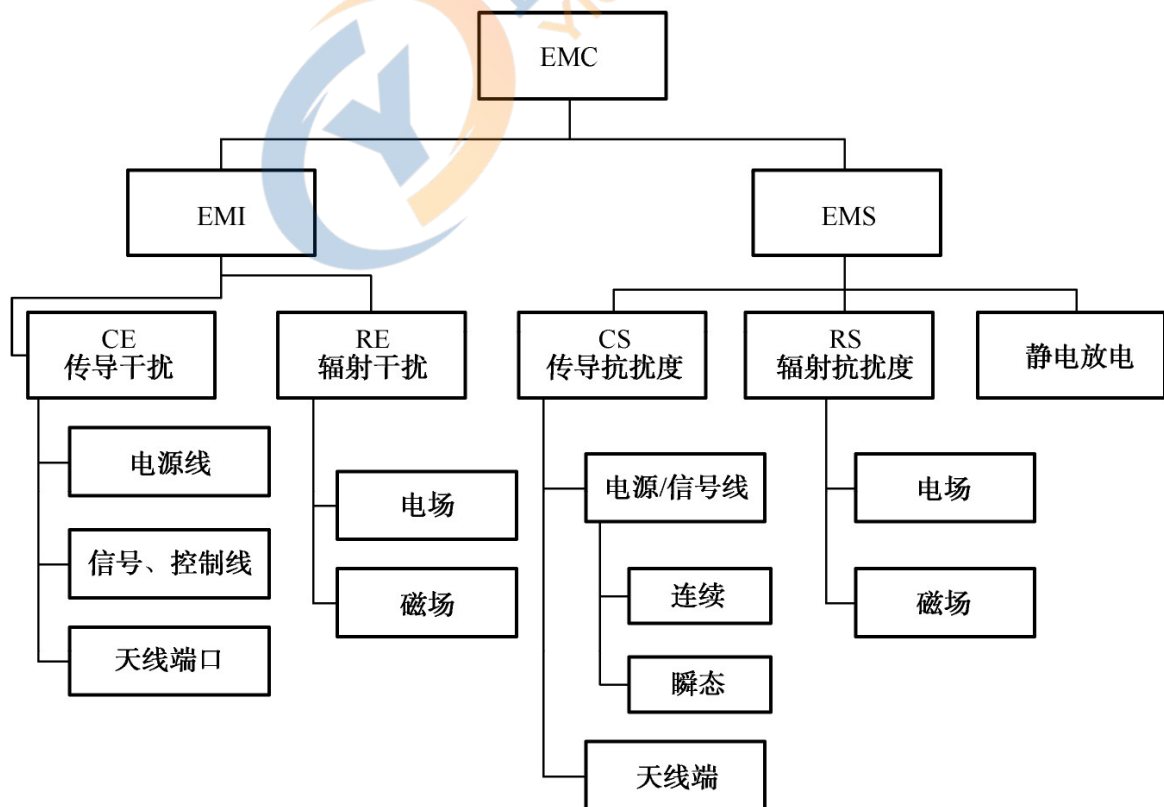 EMC
EMI
EMS
CE
传导干扰
RE
辐射干扰
CS
传导抗扰度
RS
辐射抗扰度
静电放电
电源线
信号、控制线
天线端口
电场
磁场
电源/信号线
连续
瞬态
天线端
电场
磁场